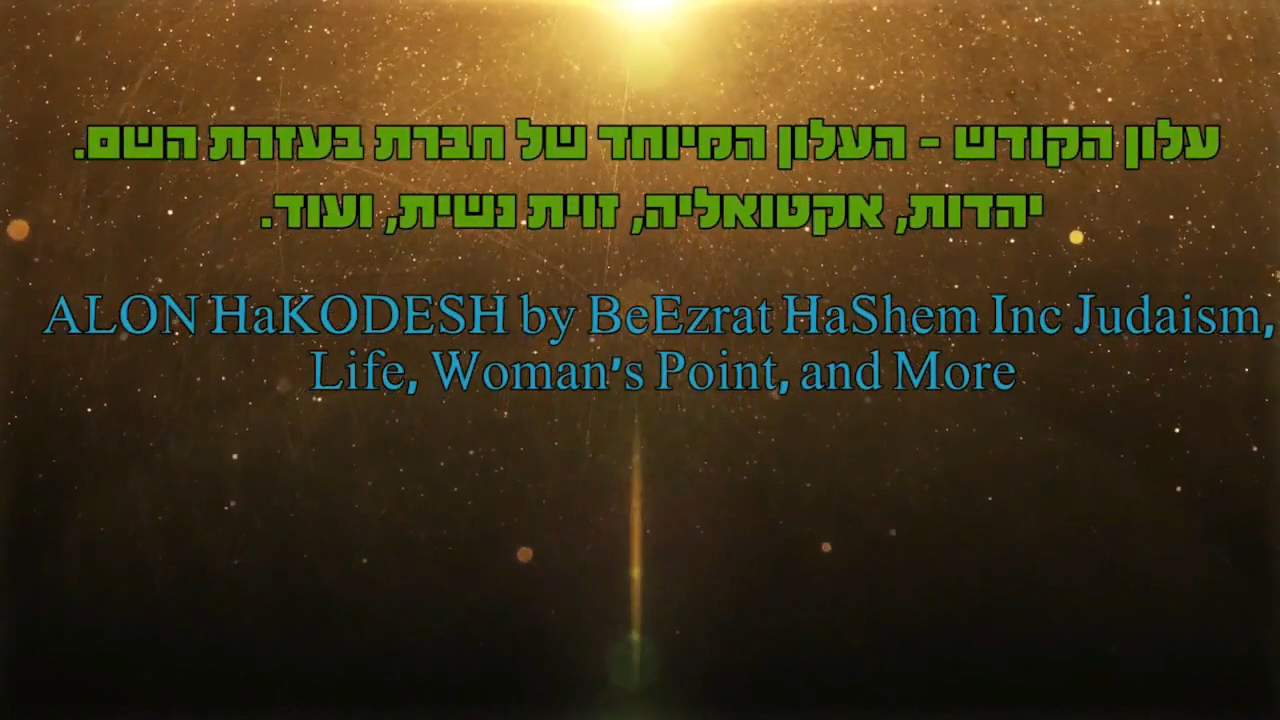 עלון הקודש - העלון המיוחד של חברת בעזרת השם.
יהדות, אקטואליה, זוית נשית, ועוד.
ALON HaKODESH by BeEzrat HaShem Inc Judaism,
Life, Woman's Point, and More